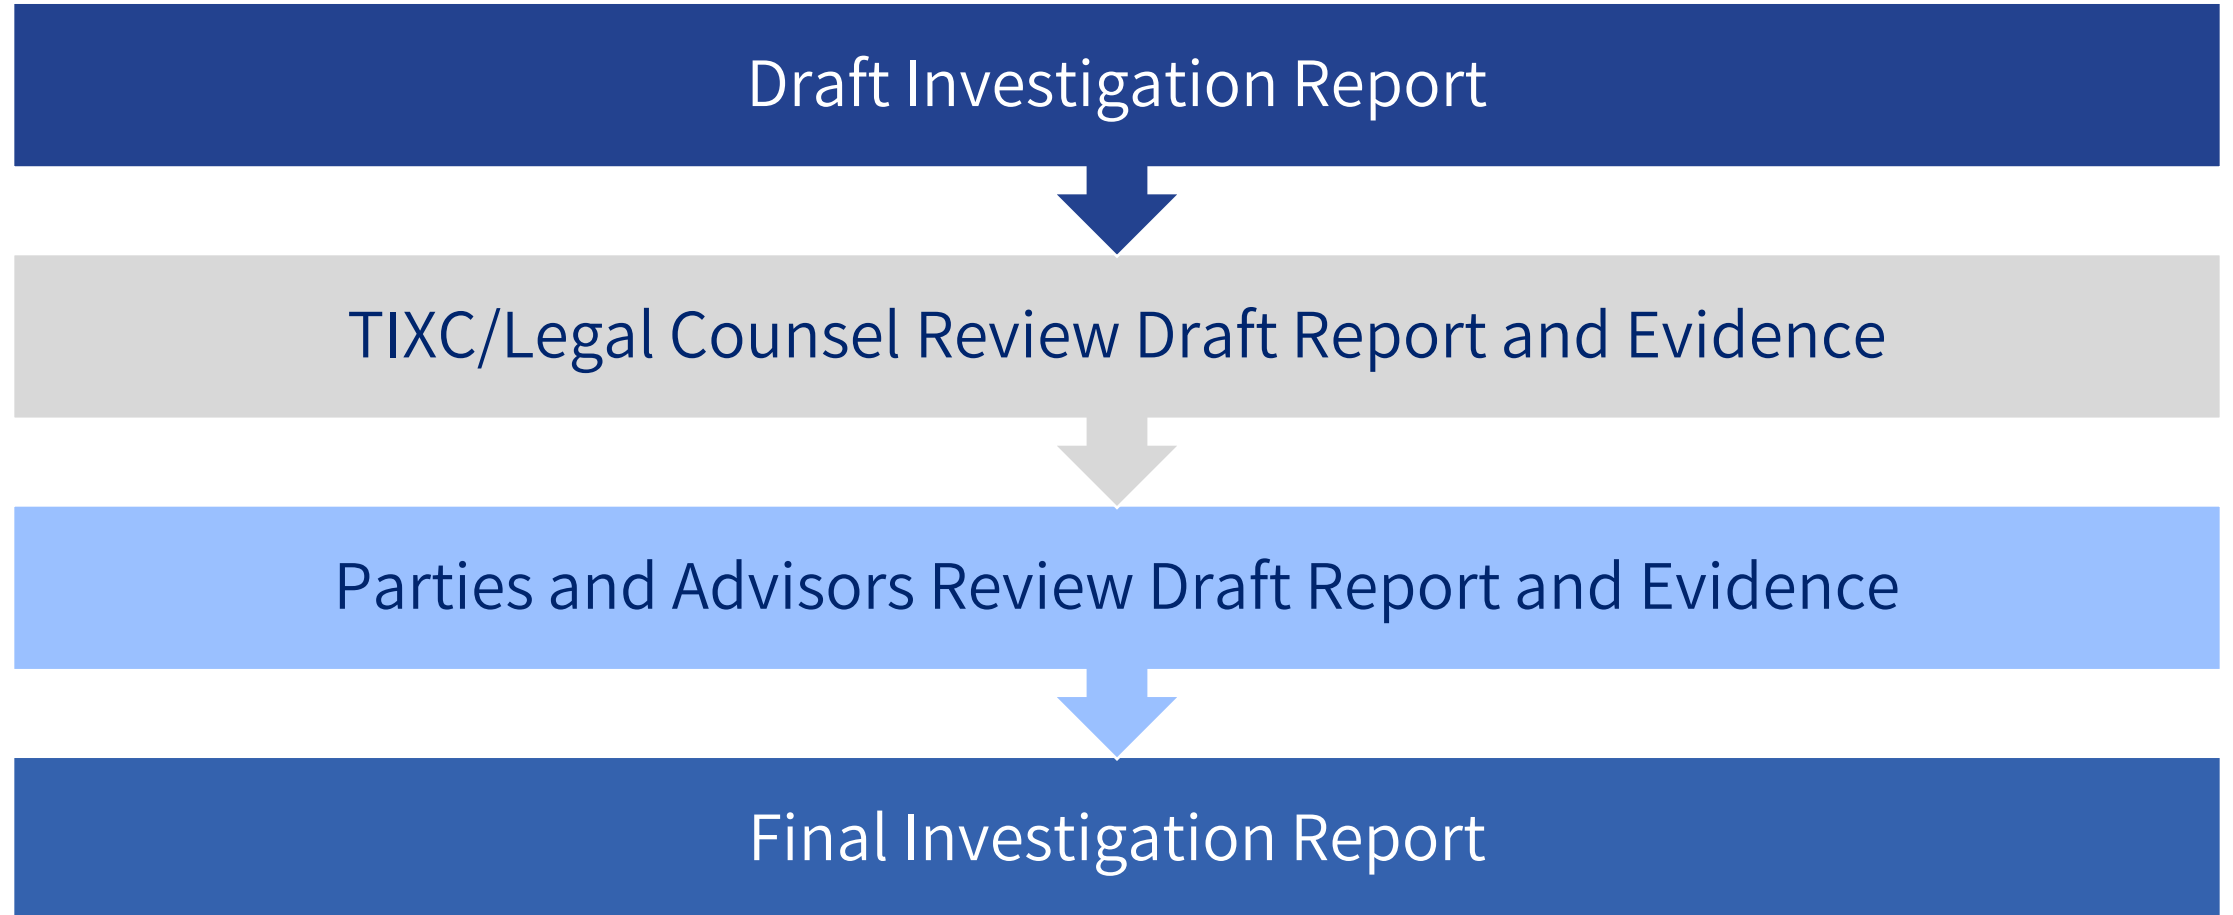 Draft Investigation Report
TIXC/Legal Counsel Review Draft Report and Evidence
Parties and Advisors Review Draft Report and Evidence
Final Investigation Report